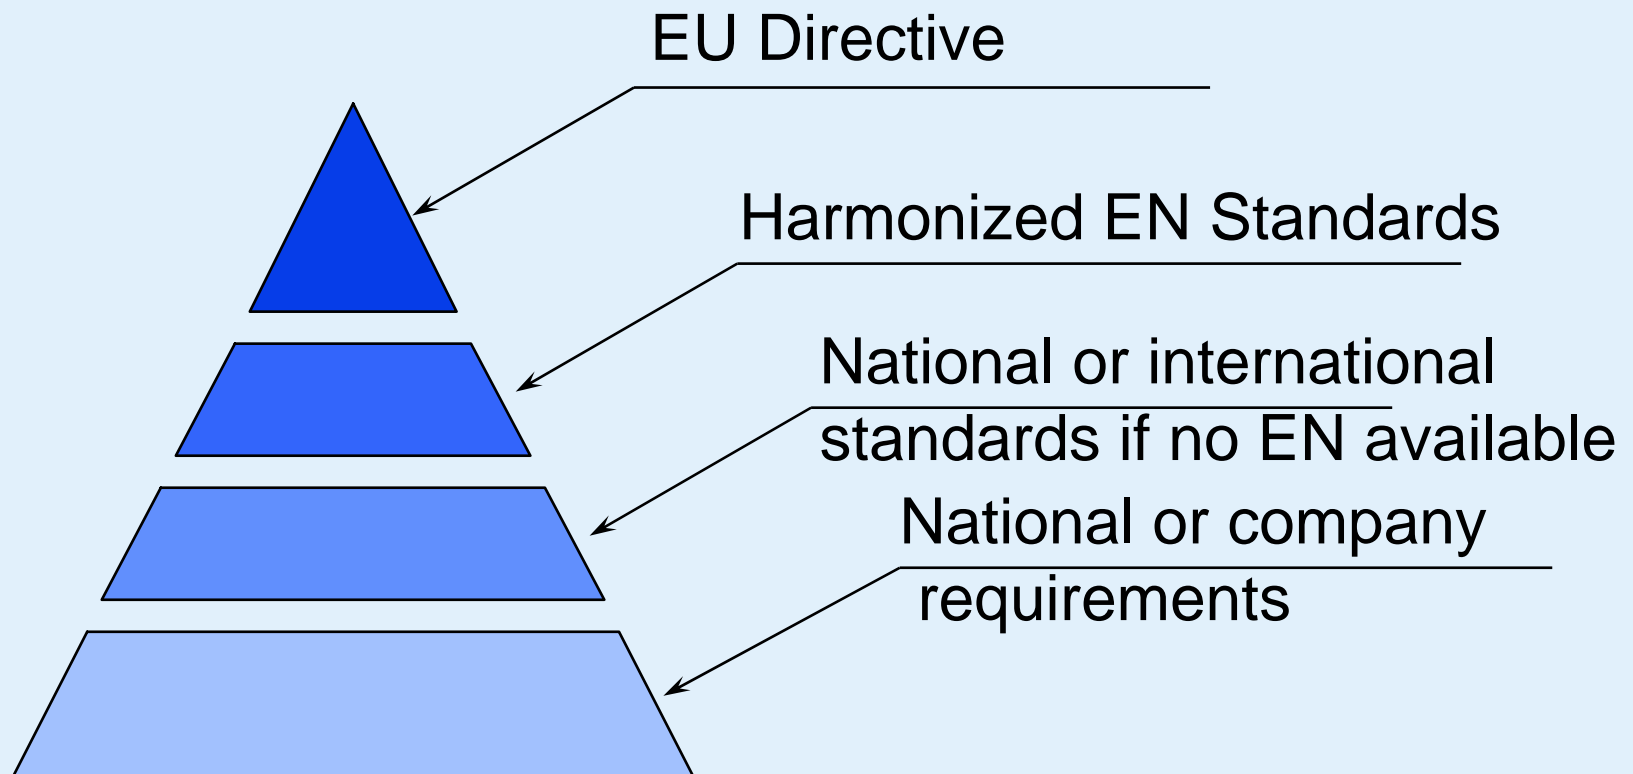 EU Directive
Harmonized EN Standards
National or international
standards if no EN available
National or company
requirements